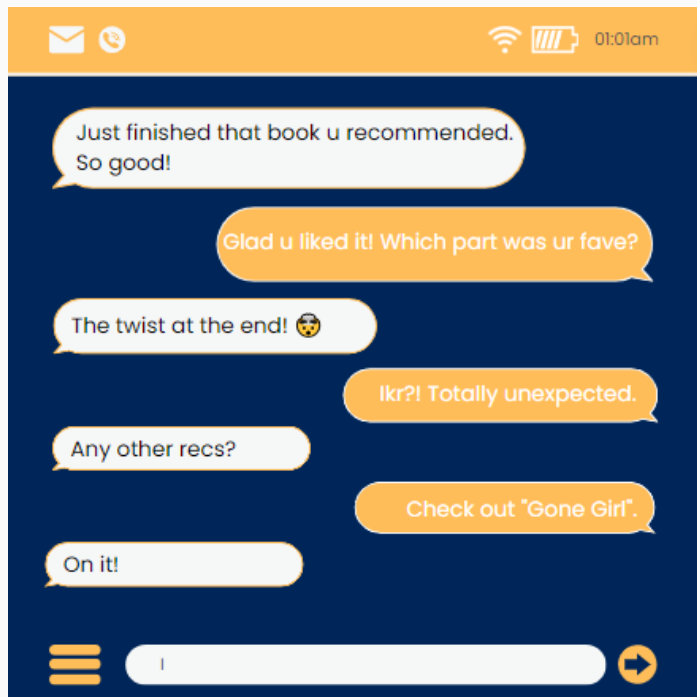 01:01am
Just finished that book u recommended.
So good!
Glad u liked it! Which part was ur fave?
The twist at the end! 🤯
Ikr?! Totally unexpected.
Any other recs?
Check out "Gone Girl".
On it!